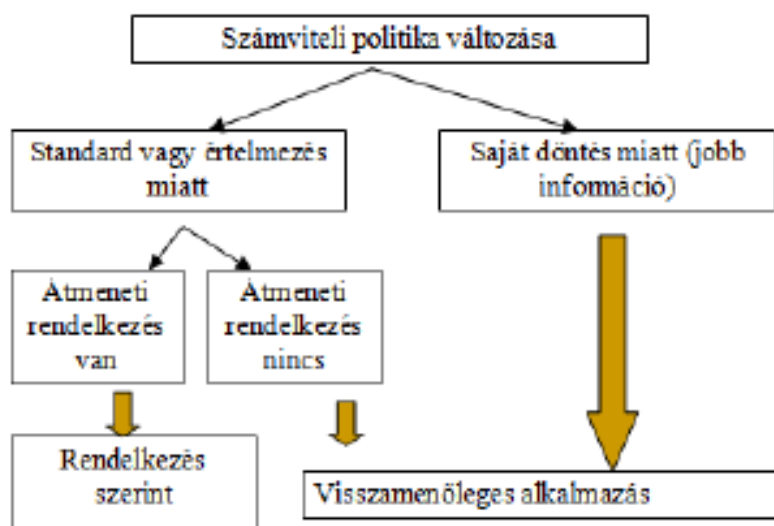 Számviteli politika változása
Standard vagy értelmezés
miatt
Saját döntés miatt (jobb
információ)
Átmeneti
rendelkezés
van
Átmeneti
rendelkezés
nincs
Rendelkezés
szerint
Visszamenőleges alkalmazás